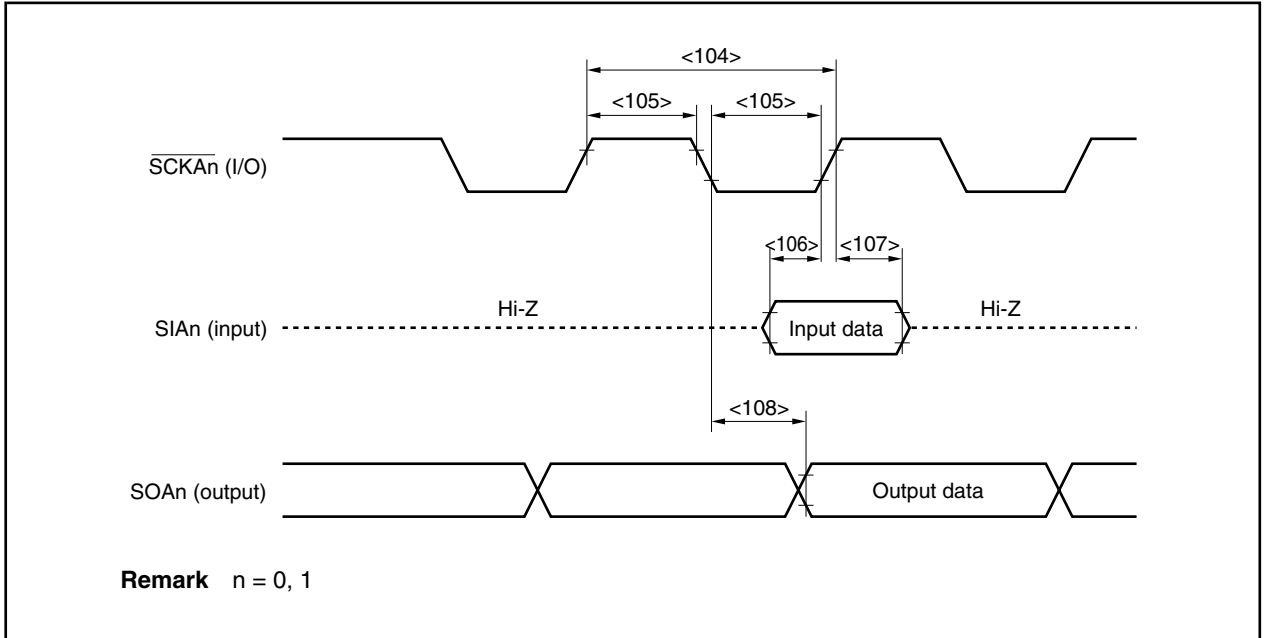 <104>
<105> <105>
S̅C̅K̅A̅n̅ (I/O)
<106> <107>
Hi-Z Hi-Z
SIAn (input) Input data
<108>
SOAn (output) Output data
Remark n = 0, 1